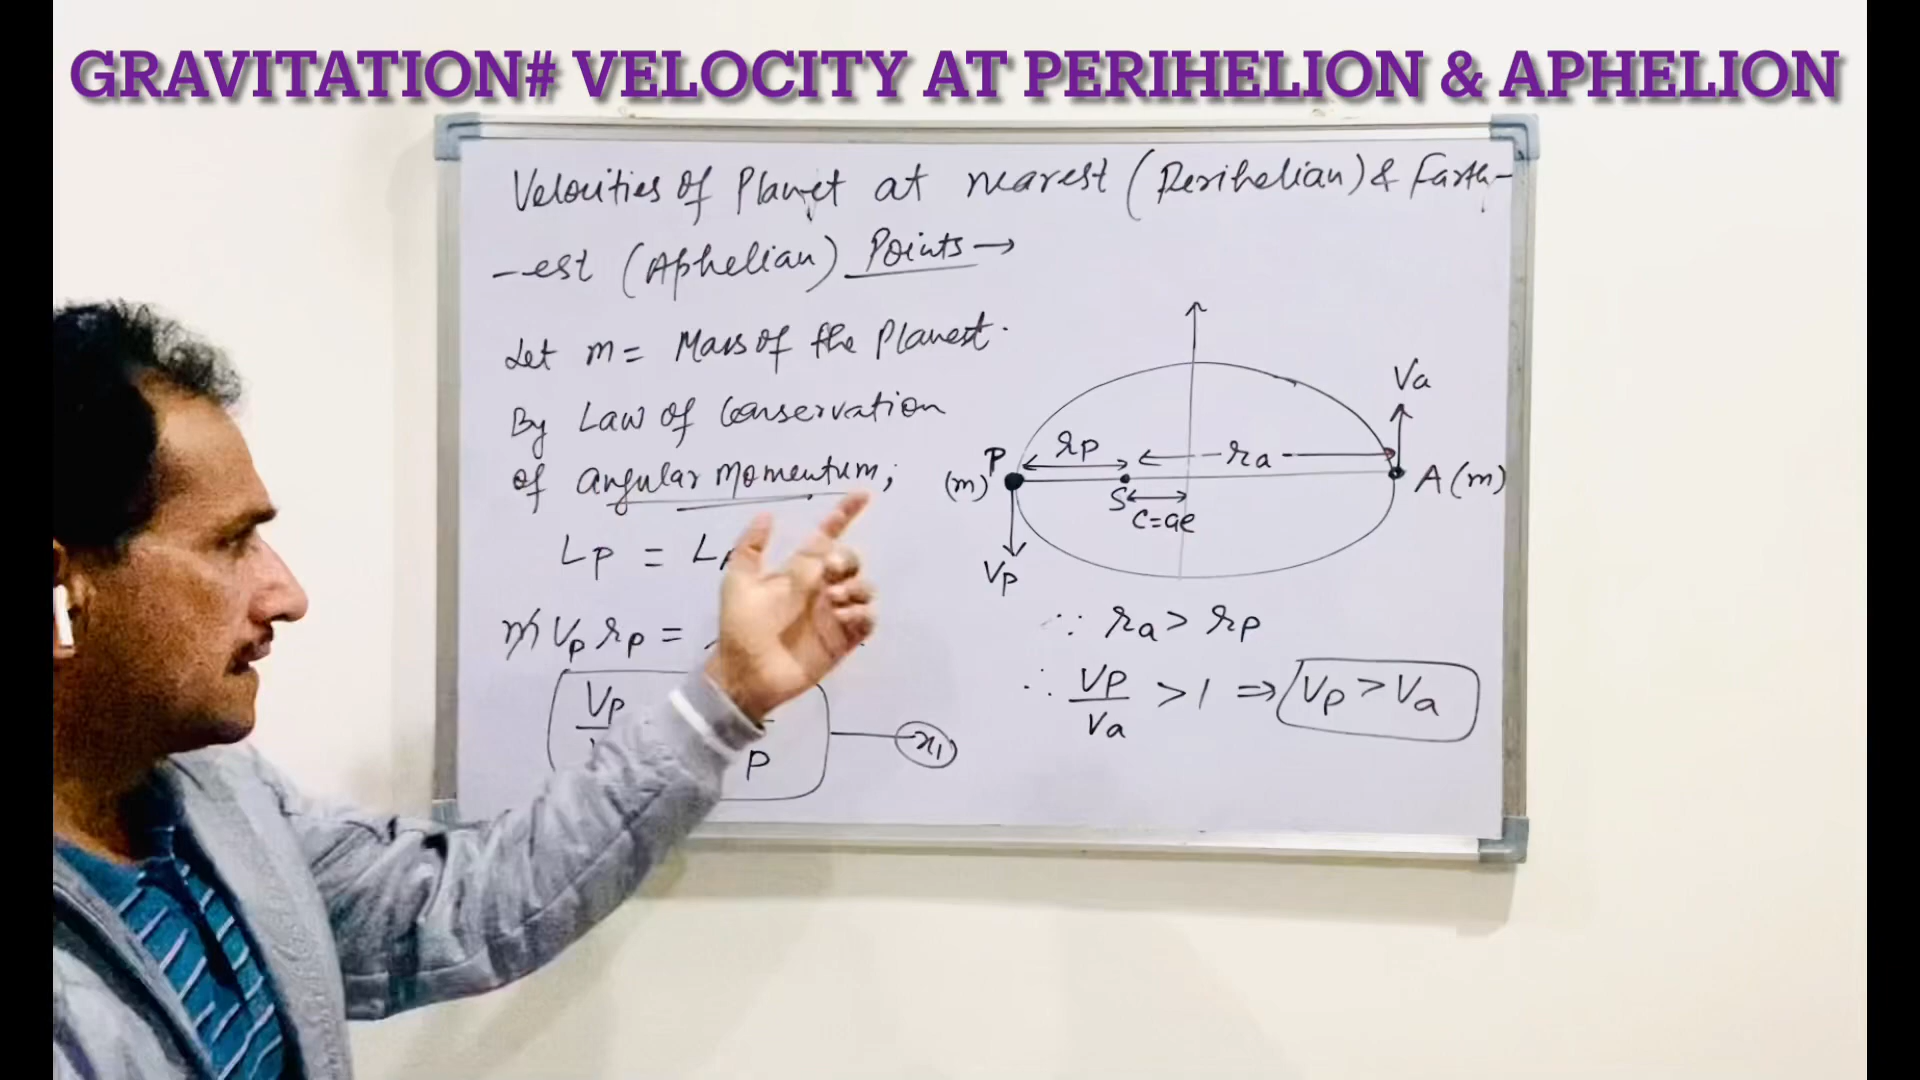 GRAVITATION# VELOCITY AT PERIHELION & APHELION
Velocities of Planet at nearest (Perihelian) & Farth-
-est (Aphelian) Points →
Let m = Mass of the Planet.
By Law of Conservation
of Angular Momentum;
LP = L
m VP rP =
VP
P
x1
Va
P
rP
ra
(m)
S
A (m)
C=ae
VP
∵ ra > rP
∴ VP/Va > 1 ⇒ VP > Va